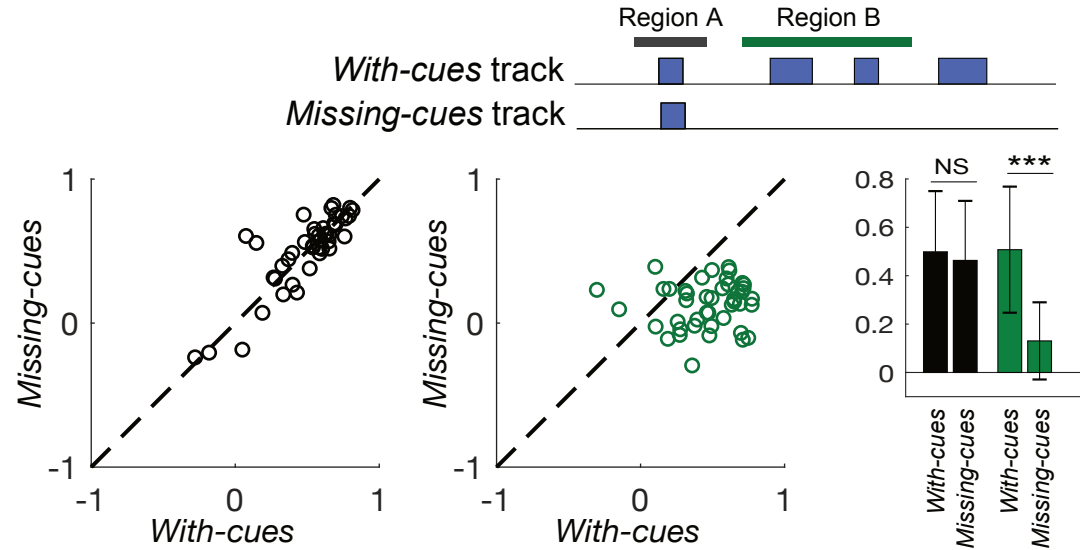 Region A
Region B
With-cues track
Missing-cues track
1
0
-1
Missing-cues
-1
0
1
With-cues
1
0
-1
Missing-cues
-1
0
1
With-cues
NS
***
0.8
0.6
0.4
0.2
0
With-cues
Missing-cues
With-cues
Missing-cues